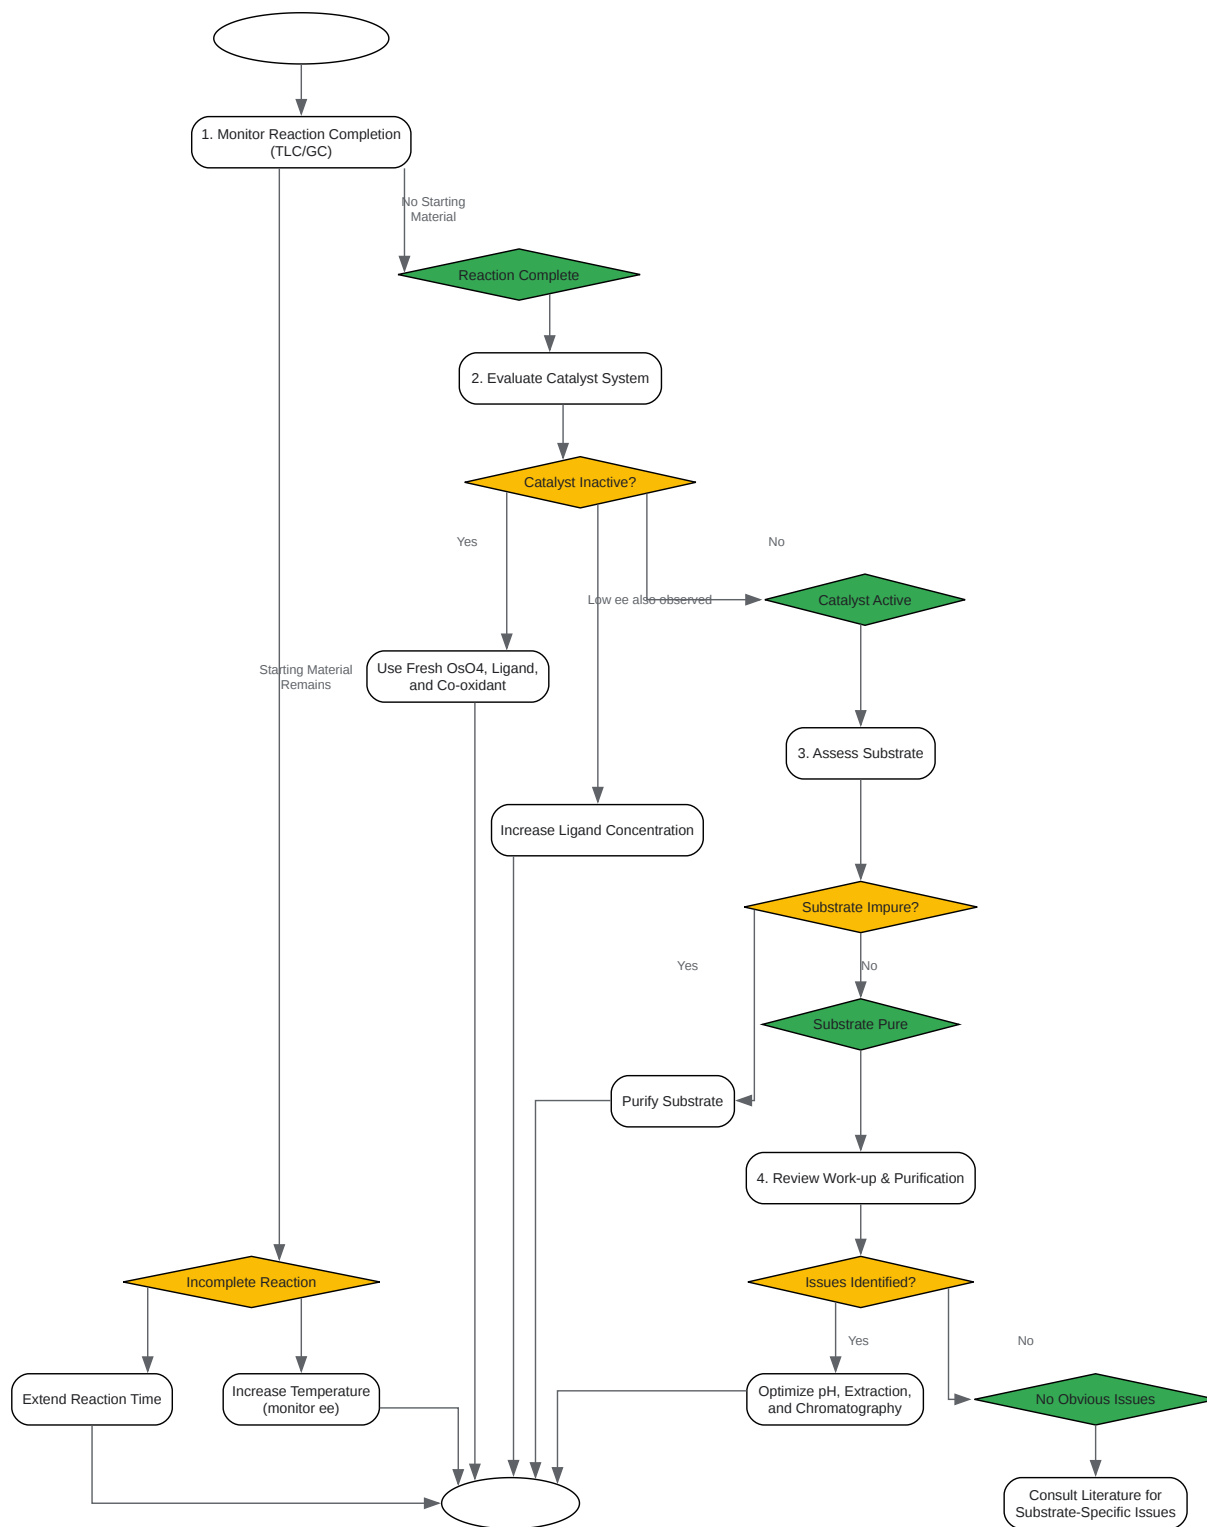 1. Monitor Reaction Completion
(TLC/GC)
No Starting
Material
Reaction Complete
2. Evaluate Catalyst System
Catalyst Inactive?
Yes
No
Low ee also observed
Catalyst Active
Starting Material
Remains
Use Fresh OsO4, Ligand,
and Co-oxidant
3. Assess Substrate
Increase Ligand Concentration
Substrate Impure?
Yes
No
Substrate Pure
Purify Substrate
4. Review Work-up & Purification
Incomplete Reaction
Issues Identified?
Yes
No
Extend Reaction Time
Increase Temperature
(monitor ee)
Optimize pH, Extraction,
and Chromatography
No Obvious Issues
Consult Literature for
Substrate-Specific Issues